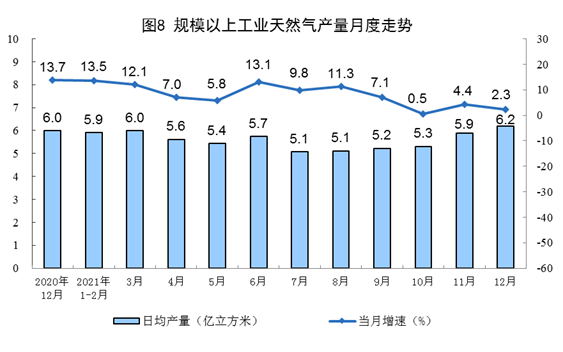 图8 规模以上工业天然气产量月度走势
10 30
13.7 13.5 12.1 7.0 5.8 13.1 9.8 11.3 7.1 0.5 4.4 2.3
9 20
8 10
7 0
6 -10
5 -20
4 -30
3 -40
2
1 -50
0 -60
6.0 5.9 6.0 5.6 5.4 5.7 5.1 5.1 5.2 5.3 5.9 6.2
2020年 2021年 3月 4月 5月 6月 7月 8月 9月 10月 11月 12月
12月 1-2月
日均产量（亿立方米） 当月增速（%）